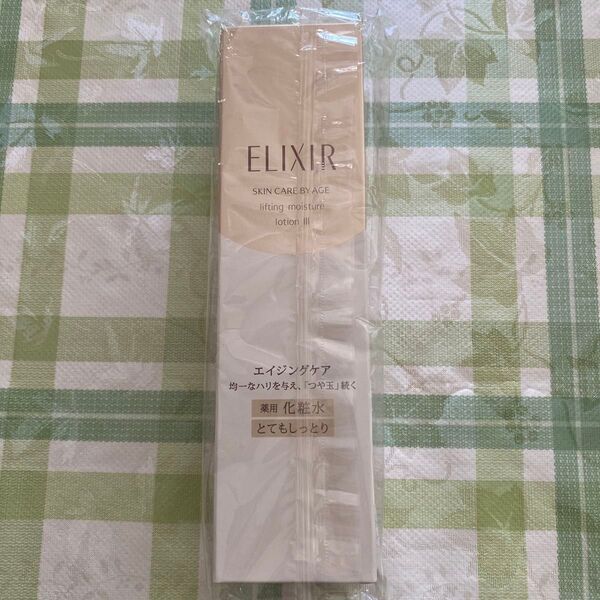 ELIXIR
SKIN CARE BY AGE
lifting moisture
lotion III
エイジングケア
均一なハリを与え、「つや玉」続く
薬用 化粧水
とてもしっとり